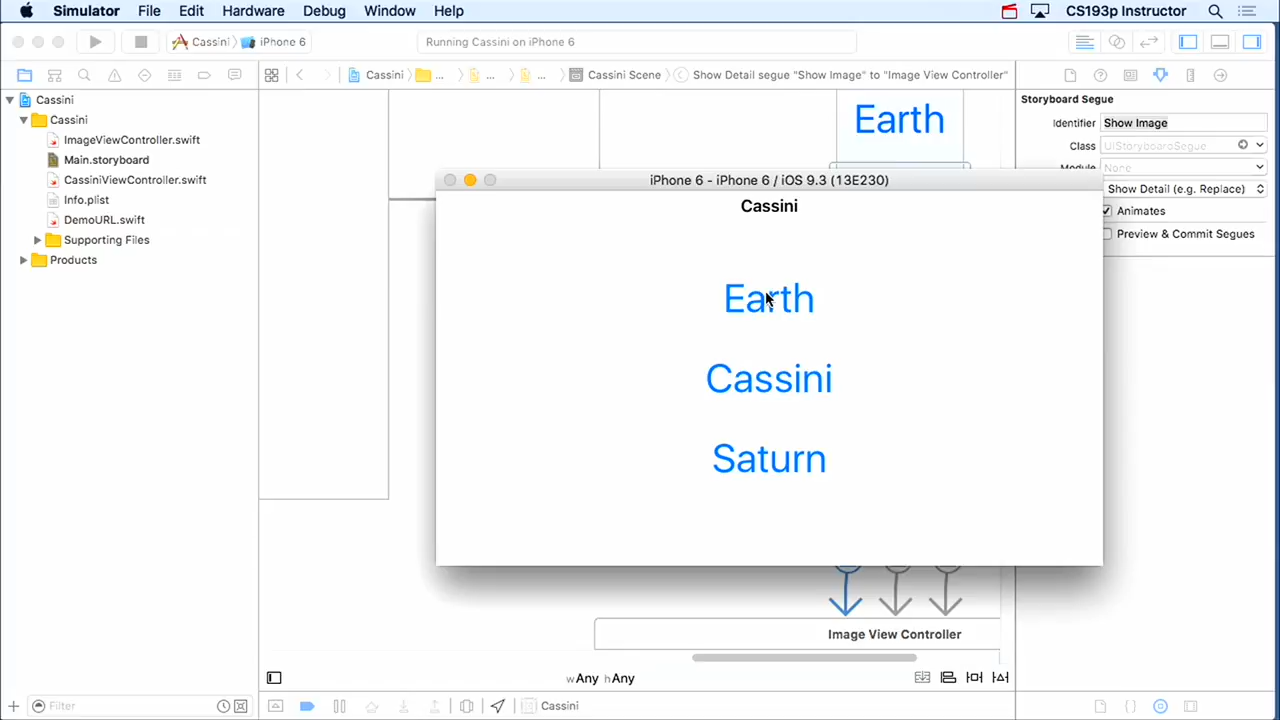 Simulator File Edit Hardware Debug Window Help CS193p Instructor
Cassini iPhone 6 Running Cassini on iPhone 6
Cassini ... ... ... Cassini Scene Show Detail segue "Show Image" to "Image View Controller"
Cassini
Cassini
ImageViewController.swift
Main.storyboard
CassiniViewController.swift
Info.plist
DemoURL.swift
Supporting Files
Products
Earth
Storyboard Segue
Identifier Show Image
Class UIStoryboardSegue
Module None
Show Detail (e.g. Replace)
Animates
Preview & Commit Segues
iPhone 6 - iPhone 6 / iOS 9.3 (13E230)
Cassini
Earth
Cassini
Saturn
Image View Controller
wAny hAny
Filter
Cassini